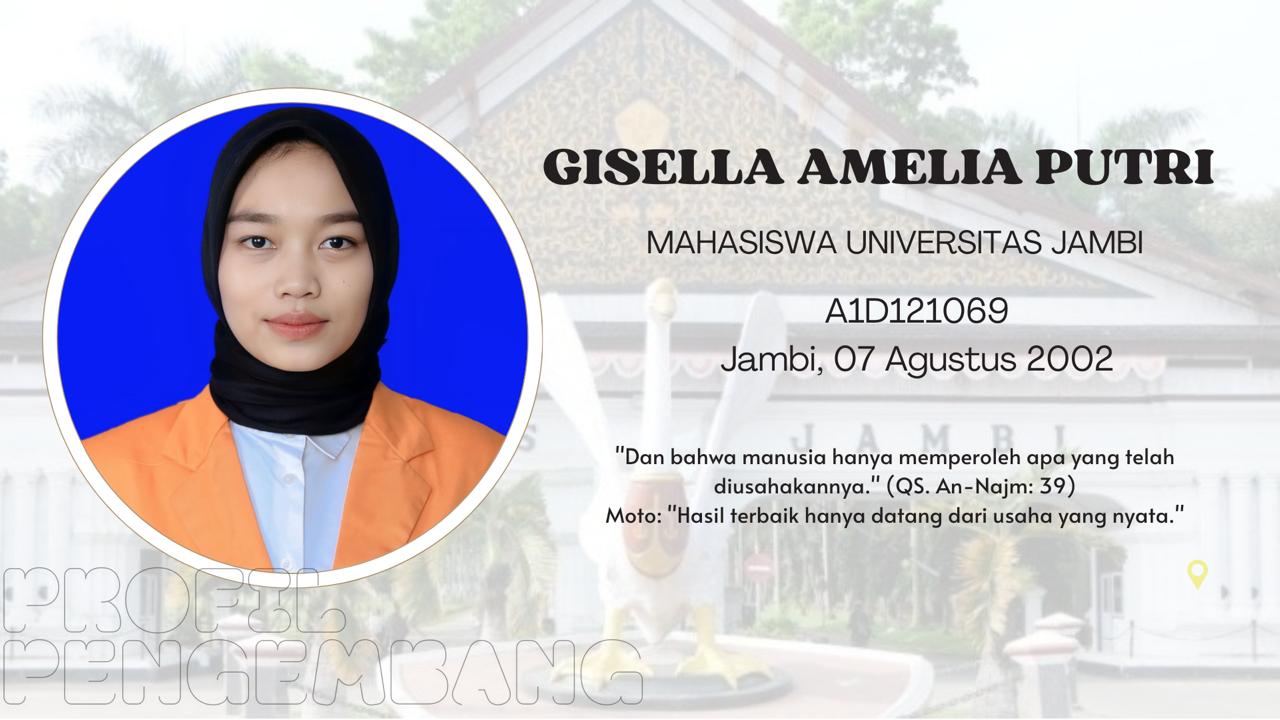 GISELLA AMELIA PUTRI
MAHASISWA UNIVERSITAS JAMBI
A1D121069
Jambi, 07 Agustus 2002
S JAMBI
"Dan bahwa manusia hanya memperoleh apa yang telah
diusahakannya." (QS. An-Najm: 39)
Moto: "Hasil terbaik hanya datang dari usaha yang nyata."
PROFIL
PENGEMBANG